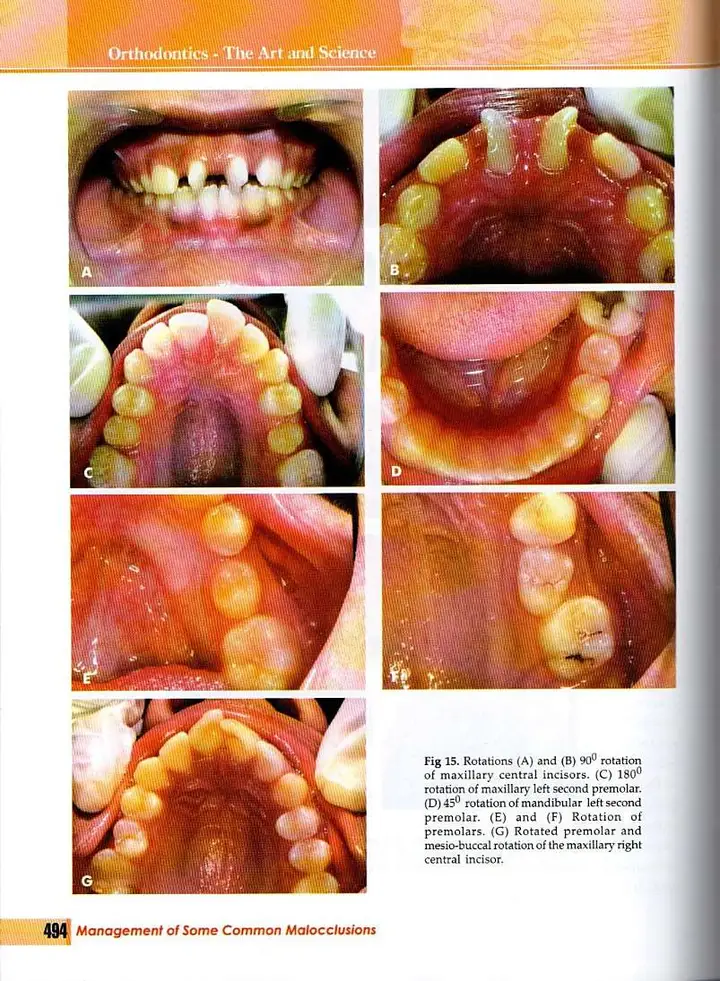 Orthodontics - The Art and Science
A
B
C
D
E
F
G
Fig 15. Rotations (A) and (B) 90⁰ rotation
of maxillary central incisors. (C) 180⁰
rotation of maxillary left second premolar.
(D) 45⁰ rotation of mandibular left second
premolar. (E) and (F) Rotation of
premolars. (G) Rotated premolar and
mesio-buccal rotation of the maxillary right
central incisor.
494 Management of Some Common Malocclusions